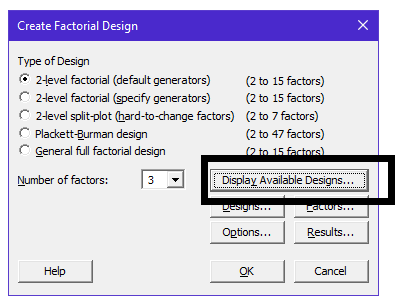 Create Factorial Design
Type of Design
2-level factorial (default generators) (2 to 15 factors)
2-level factorial (specify generators) (2 to 15 factors)
2-level split-plot (hard-to-change factors) (2 to 7 factors)
Plackett-Burman design (2 to 47 factors)
General full factorial design (2 to 15 factors)
Number of factors: 3 Display Available Designs...
Designs... Factors...
Options... Results...
Help OK Cancel